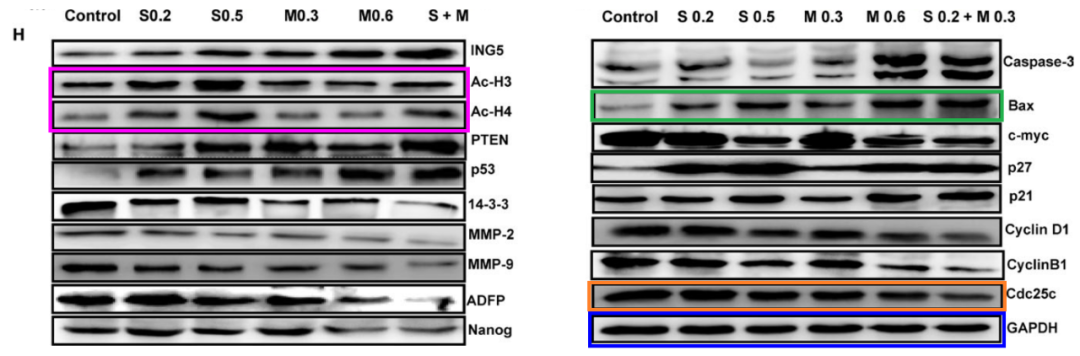 H
Control S0.2 S0.5 M0.3 M0.6 S + M
ING5
Ac-H3
Ac-H4
PTEN
p53
14-3-3
MMP-2
MMP-9
ADFP
Nanog
Control S 0.2 S 0.5 M 0.3 M 0.6 S 0.2 + M 0.3
Caspase-3
Bax
c-myc
p27
p21
Cyclin D1
CyclinB1
Cdc25c
GAPDH